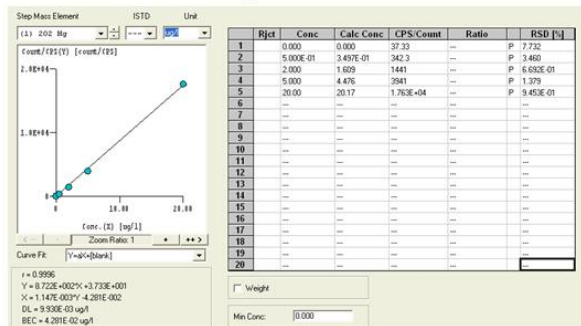 Step Mass Element ISTD Unit
(1) 202 Hg --- ug/l
Count/CPS(Y) [count/CPS]
2.0E+04
1.0E+04
0
0 10.00 20.00
Conc.(X) [ug/l]
Zoom Ratio: 1 + ++ >
Curve Fit: Y=aX+[blank]
r = 0.9996
Y = 8.722E+002*X +3.733E+001
X = 1.147E-003*Y -4.281E-002
DL = 9.930E-03 ug/l
BEC = 4.281E-02 ug/l
Rjct Conc Calc Conc CPS/Count Ratio RSD [%]
1 0.000 0.000 37.33 --- P 7.732
2 5.000E-01 3.497E-01 342.3 --- P 3.460
3 2.000 1.609 1441 --- P 6.692E-01
4 5.000 4.476 3941 --- P 1.379
5 20.00 20.17 1.763E+04 --- P 9.453E-01
6 --- --- --- --- ---
7 --- --- --- --- ---
8 --- --- --- --- ---
9 --- --- --- --- ---
10 --- --- --- --- ---
11 --- --- --- --- ---
12 --- --- --- --- ---
13 --- --- --- --- ---
14 --- --- --- --- ---
15 --- --- --- --- ---
16 --- --- --- --- ---
17 --- --- --- --- ---
18 --- --- --- --- ---
19 --- --- --- --- ---
20 --- --- --- --- ---
Weight
Min Conc: 0.000